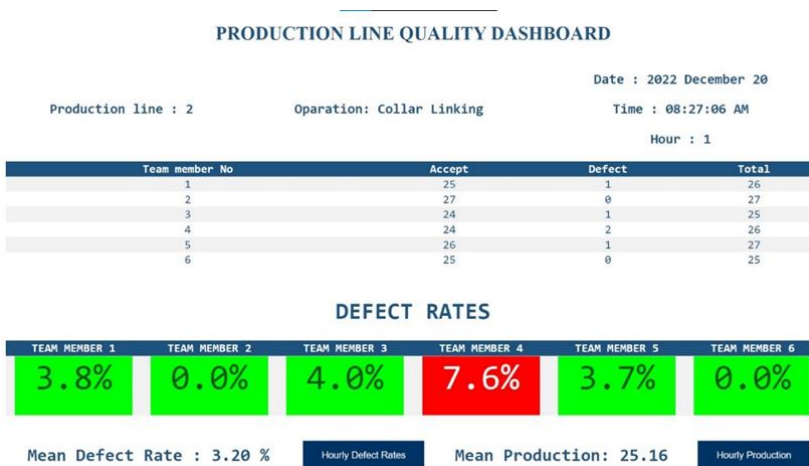 PRODUCTION LINE QUALITY DASHBOARD
Date : 2022 December 20
Production line : 2 Oparation: Collar Linking Time : 08:27:06 AM
Hour : 1
Team member No Accept Defect Total
1 25 1 26
2 27 0 27
3 24 1 25
4 24 2 26
5 26 1 27
6 25 0 25
DEFECT RATES
TEAM MEMBER 1 TEAM MEMBER 2 TEAM MEMBER 3 TEAM MEMBER 4 TEAM MEMBER 5 TEAM MEMBER 6
3.8% 0.0% 4.0% 7.6% 3.7% 0.0%
Mean Defect Rate : 3.20 % Hourly Defect Rates Mean Production: 25.16 Hourly Production